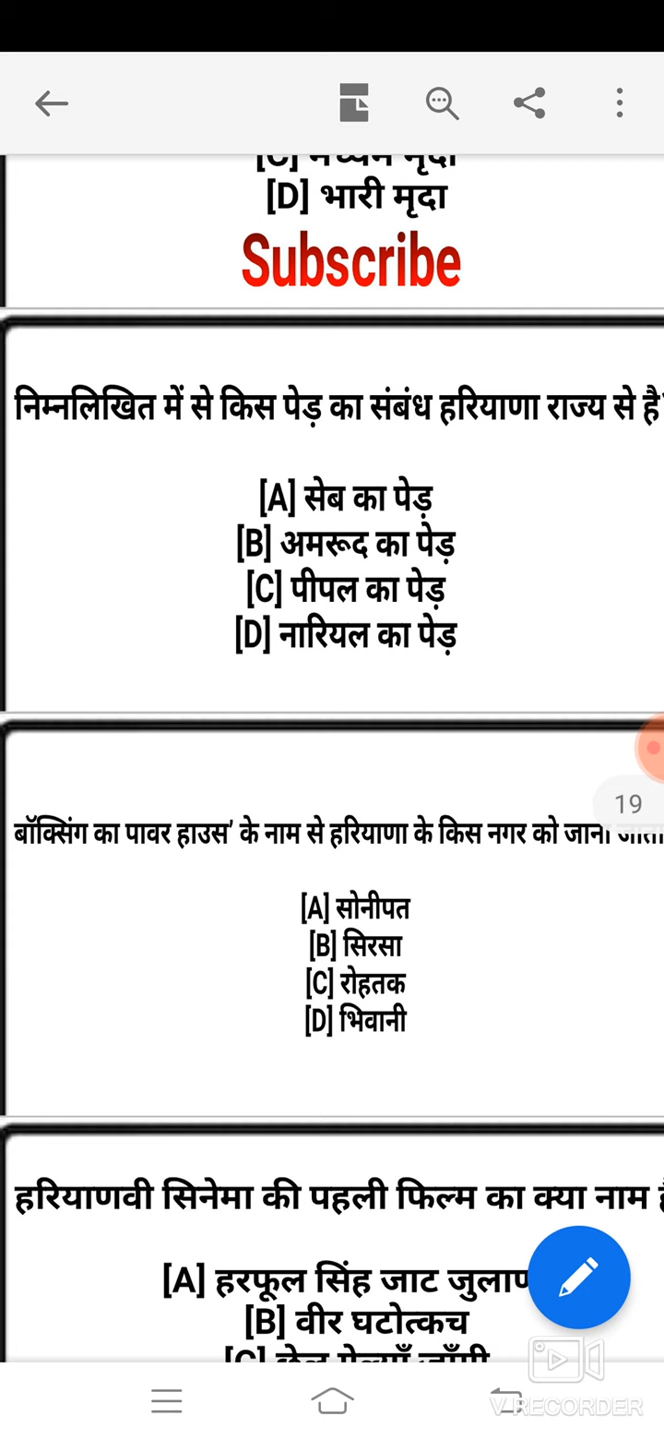 [D] भारी मृदा
Subscribe
निम्नलिखित में से किस पेड़ का संबंध हरियाणा राज्य से है
[A] सेब का पेड़
[B] अमरूद का पेड़
[C] पीपल का पेड़
[D] नारियल का पेड़
19
बॉक्सिंग का पावर हाउस' के नाम से हरियाणा के किस नगर को जाना
[A] सोनीपत
[B] सिरसा
[C] रोहतक
[D] भिवानी
हरियाणवी सिनेमा की पहली फिल्म का क्या नाम
[A] हरफूल सिंह जाट
[B] वीर घटोत्कच
V RECORDER